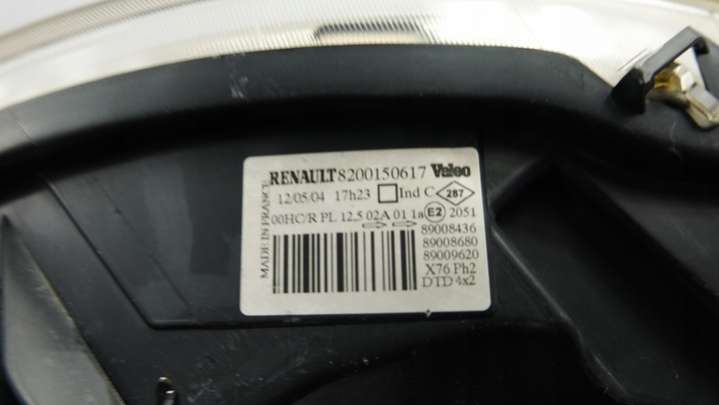 RENAULT 8200150617 Valeo
12/05/04 17h23 Ind C 287
00HC/R PL 12,5 02A 01 1a E2 2051
89008436
89008680
89009620
X76 Ph2
DTD 4x2
MADE IN FRANCE